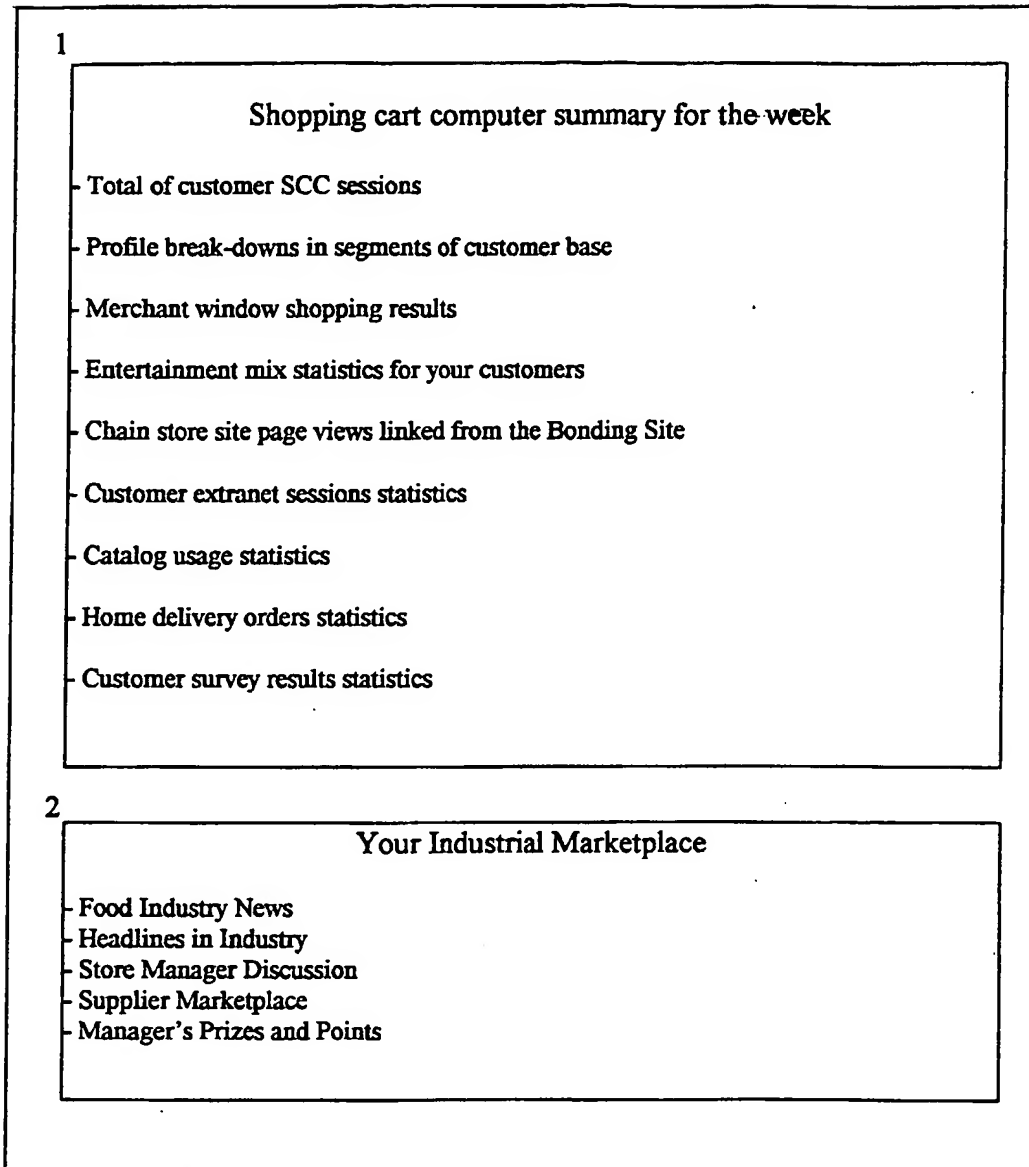 1
Shopping cart computer summary for the week
- Total of customer SCC sessions
- Profile break-downs in segments of customer base
- Merchant window shopping results
- Entertainment mix statistics for your customers
- Chain store site page views linked from the Bonding Site
- Customer extranet sessions statistics
- Catalog usage statistics
- Home delivery orders statistics
- Customer survey results statistics
2
Your Industrial Marketplace
- Food Industry News
- Headlines in Industry
- Store Manager Discussion
- Supplier Marketplace
- Manager's Prizes and Points